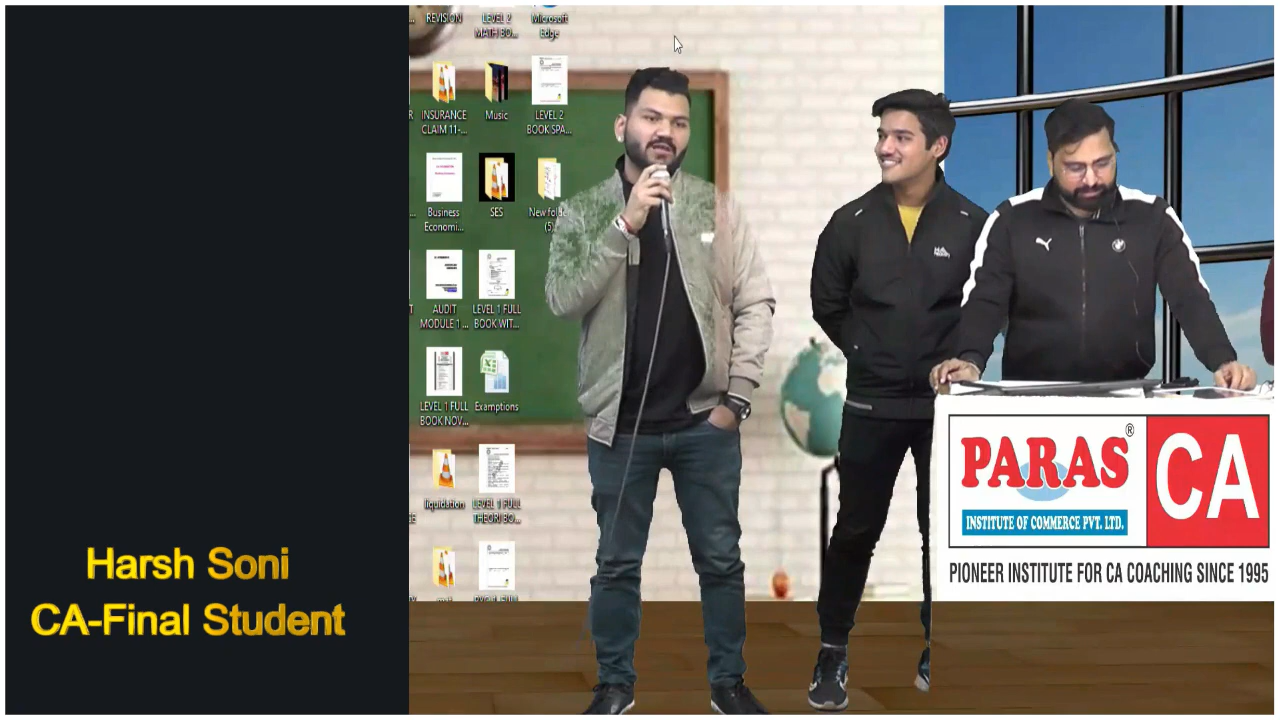 REVISION
LEVEL 2
MATH BO...
Microsoft
Edge
INSURANCE
CLAIM 11-...
Music
LEVEL 2
BOOK SPA...
Business
Economi...
SES
New folde
(5)
AUDIT
MODULE 1 ...
LEVEL 1 FULL
BOOK WIT...
LEVEL 1 FULL
BOOK NOV...
Examptions
liquidation
LEVEL 1 FULL
THEORI BO...
Harsh Soni
CA-Final Student
PARAS®
INSTITUTE OF COMMERCE PVT. LTD.
CA
PIONEER INSTITUTE FOR CA COACHING SINCE 1995